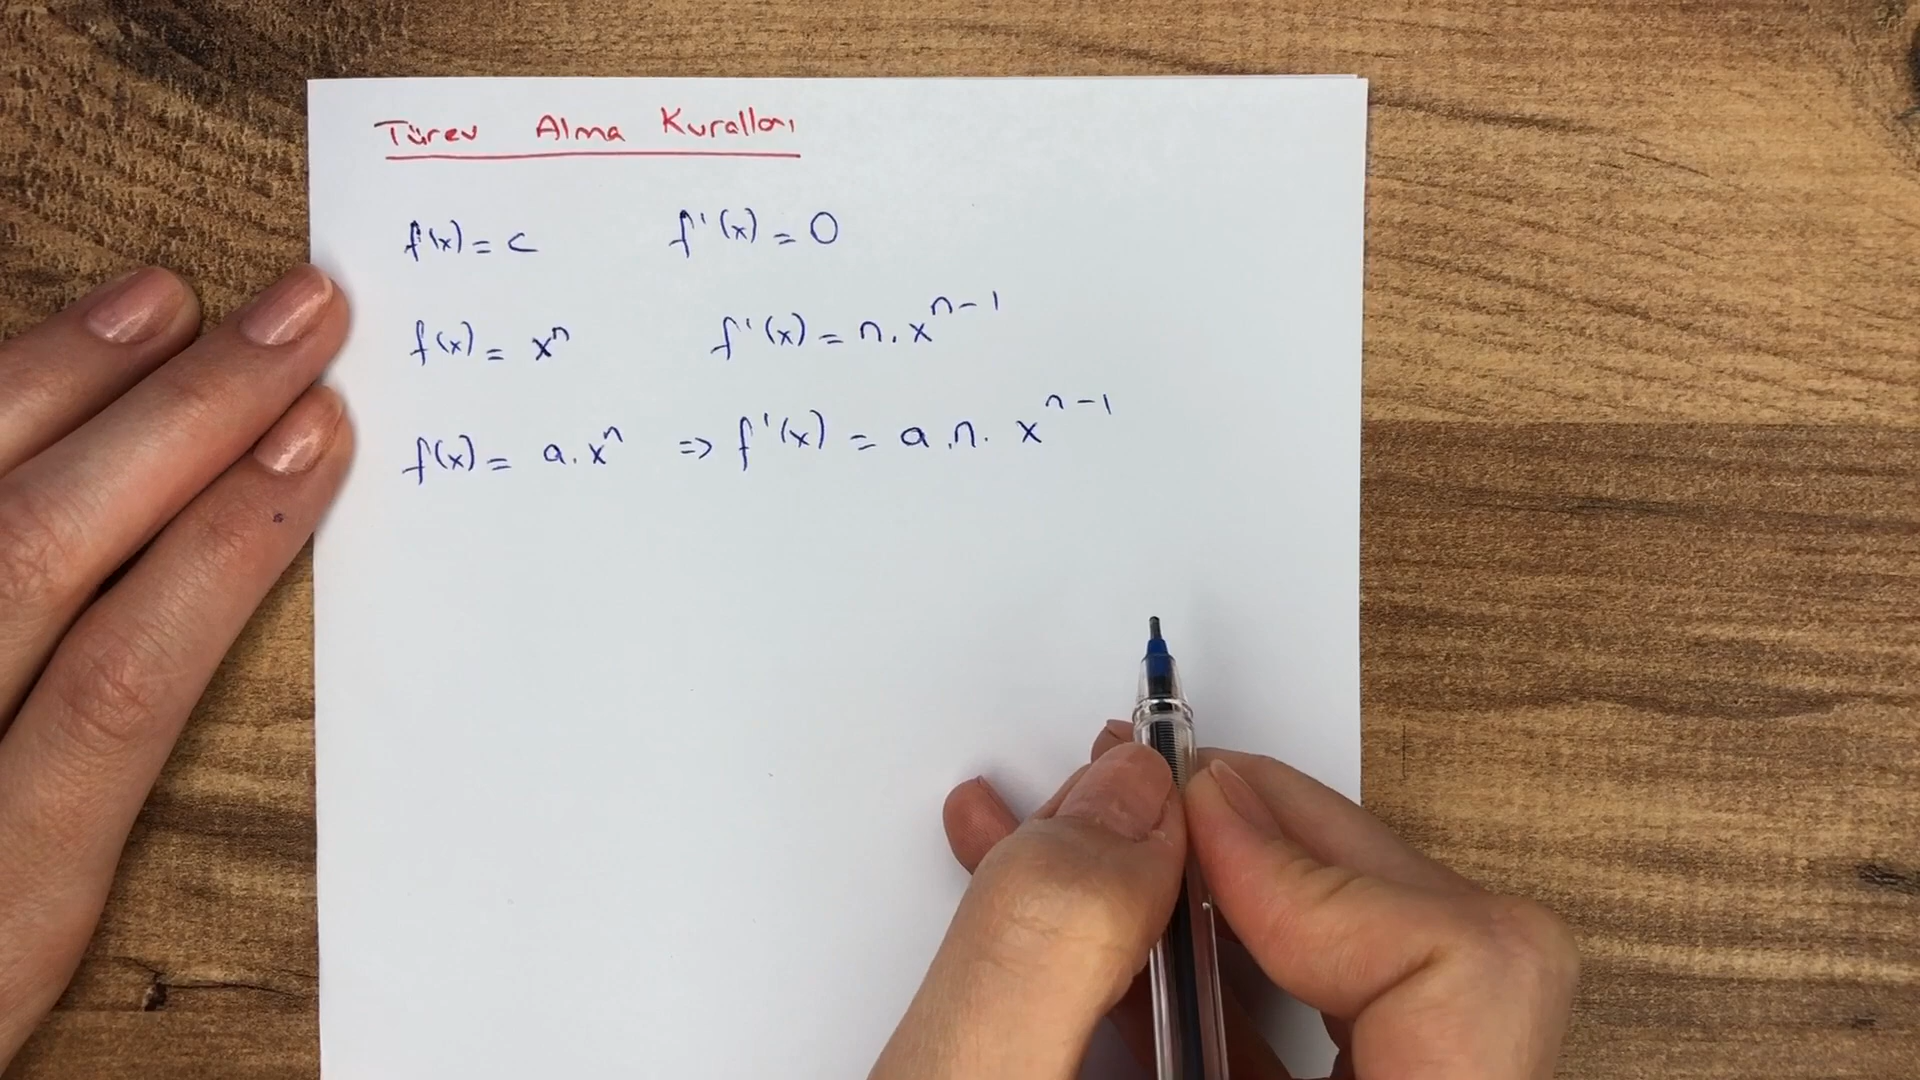 Türev Alma Kuralları
f(x) = c f'(x) = 0
f(x) = xⁿ f'(x) = n. xⁿ⁻¹
f(x) = a. xⁿ ⇒ f'(x) = a .n. xⁿ⁻¹